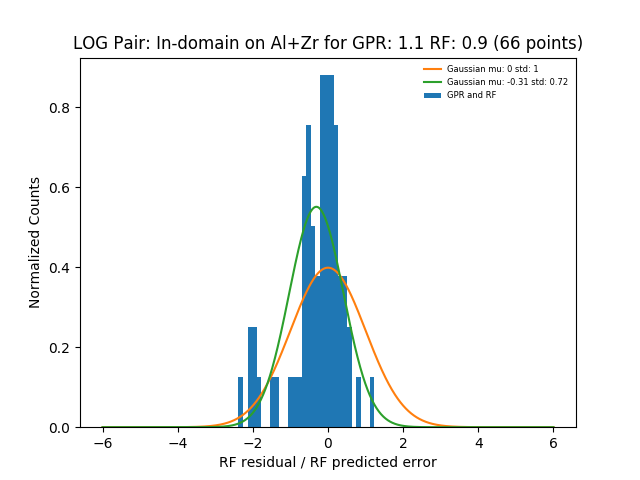 LOG Pair: In-domain on Al+Zr for GPR: 1.1 RF: 0.9 (66 points)
Gaussian mu: 0 std: 1
Gaussian mu: -0.31 std: 0.72
GPR and RF
Normalized Counts
0.8
0.6
0.4
0.2
0.0
−6 −4 −2 0 2 4 6
RF residual / RF predicted error